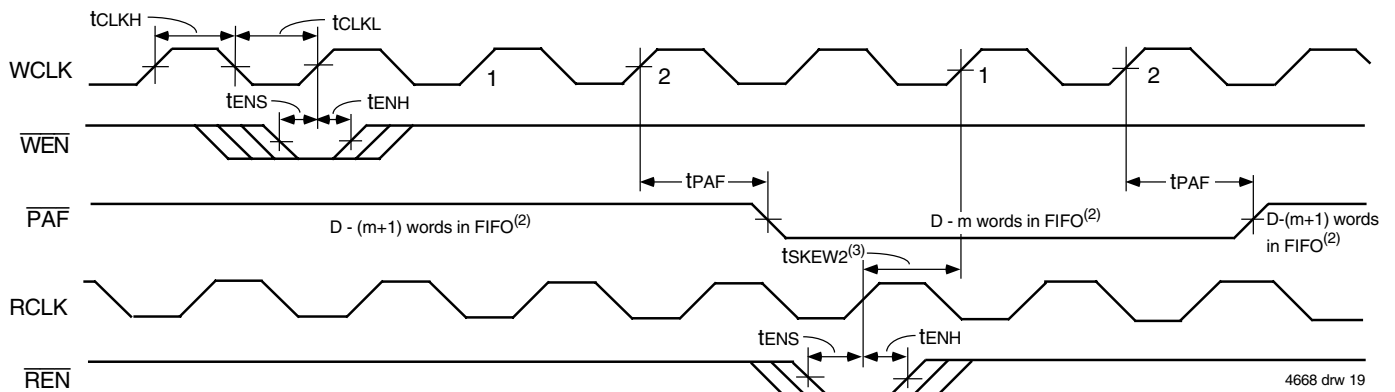 tCLKH tCLKL
WCLK 1 2 1 2
tENS tENH
WEN
tPAF tPAF
PAF
D - (m+1) words in FIFO(2) D - m words in FIFO(2) D-(m+1) words
in FIFO(2)
tSKEW2(3)
RCLK
tENS tENH
REN
4668 drw 19